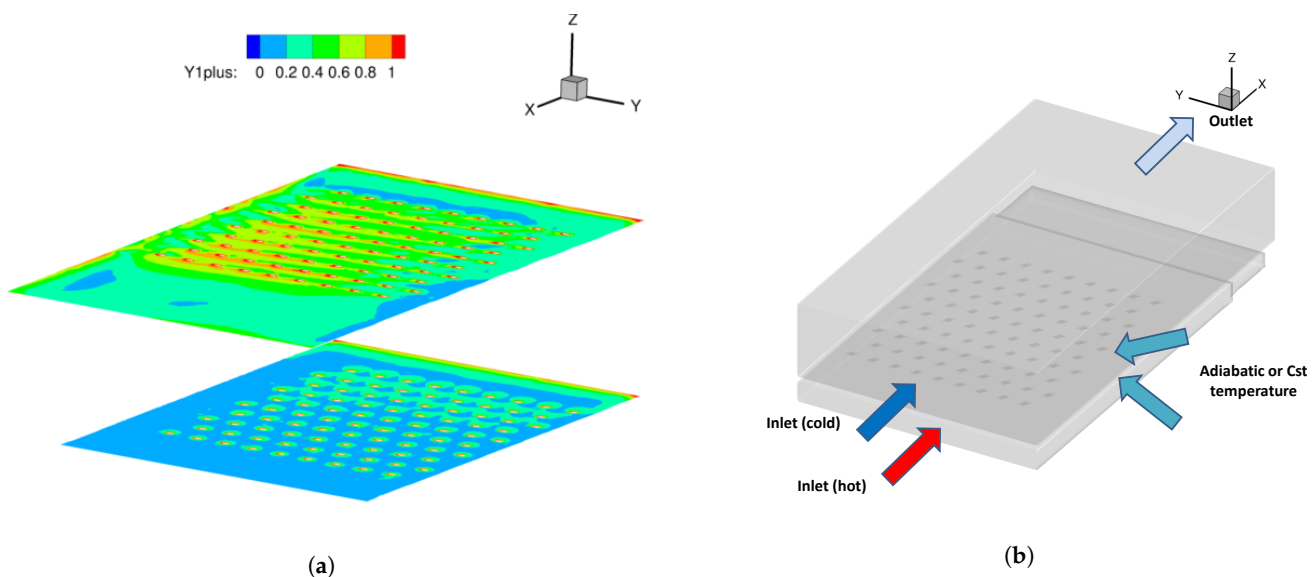 Z
X
Y
Y1plus: 0 0.2 0.4 0.6 0.8 1
(a)
Z
Y
X
Outlet
Adiabatic or Cst
temperature
Inlet (cold)
Inlet (hot)
(b)